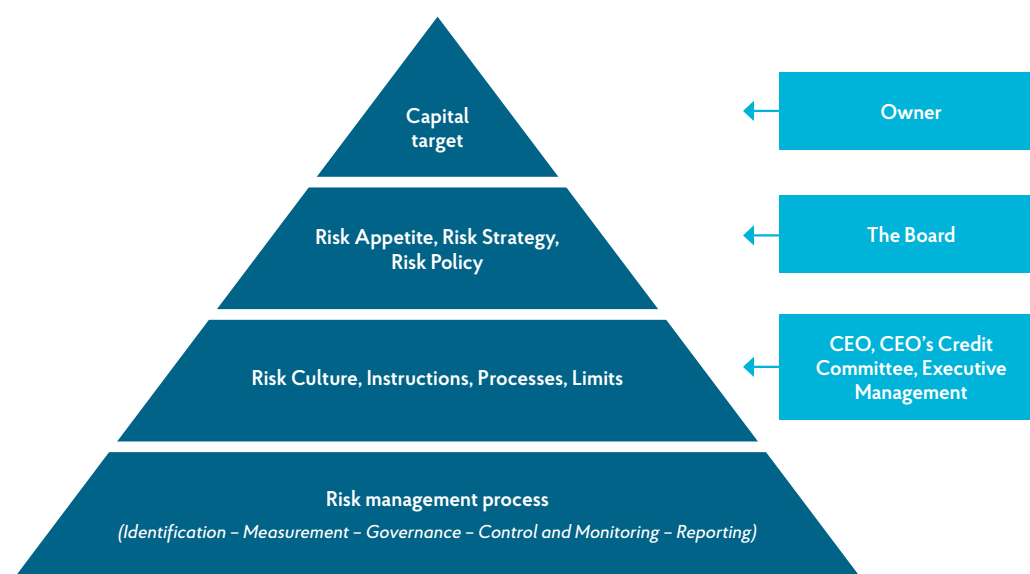 Capital
target
Owner
Risk Appetite, Risk Strategy,
Risk Policy
The Board
Risk Culture, Instructions, Processes, Limits
CEO, CEO’s Credit
Committee, Executive
Management
Risk management process
(Identification – Measurement – Governance – Control and Monitoring – Reporting)